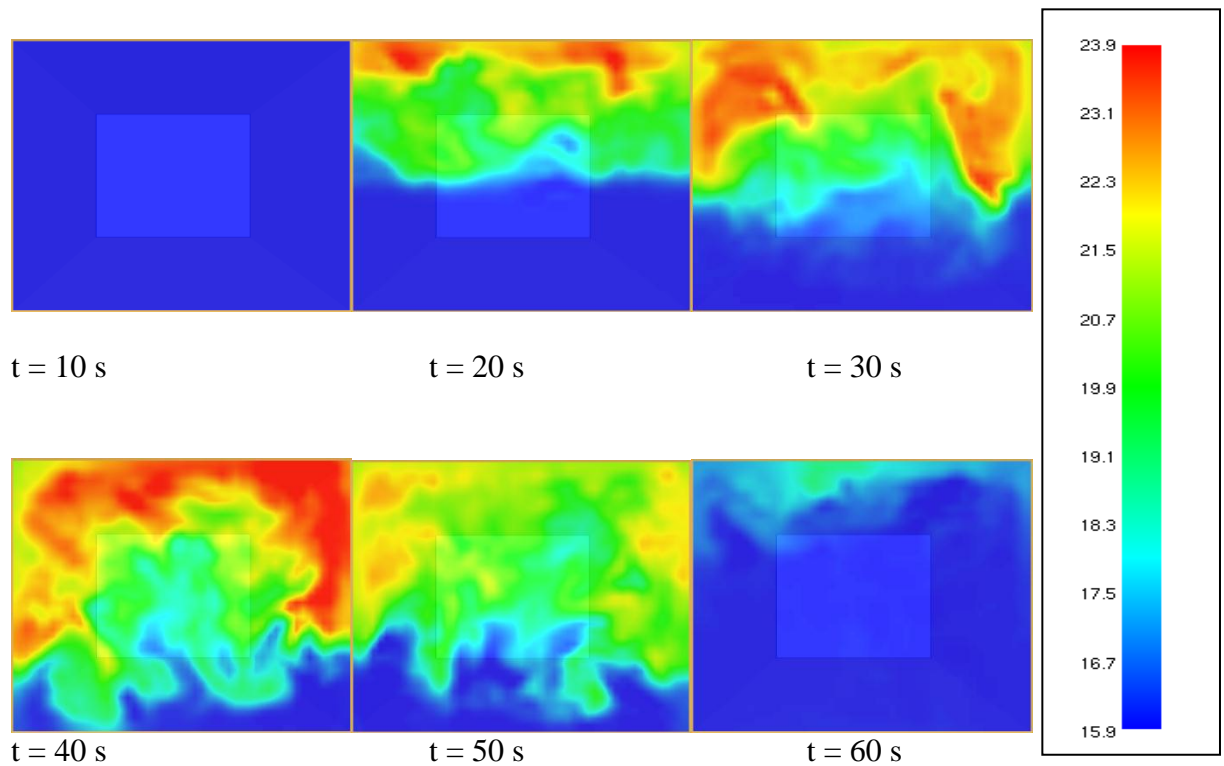 t = 10 s
t = 20 s
t = 30 s
t = 40 s
t = 50 s
t = 60 s
23.9
23.1
22.3
21.5
20.7
19.9
19.1
18.3
17.5
16.7
15.9